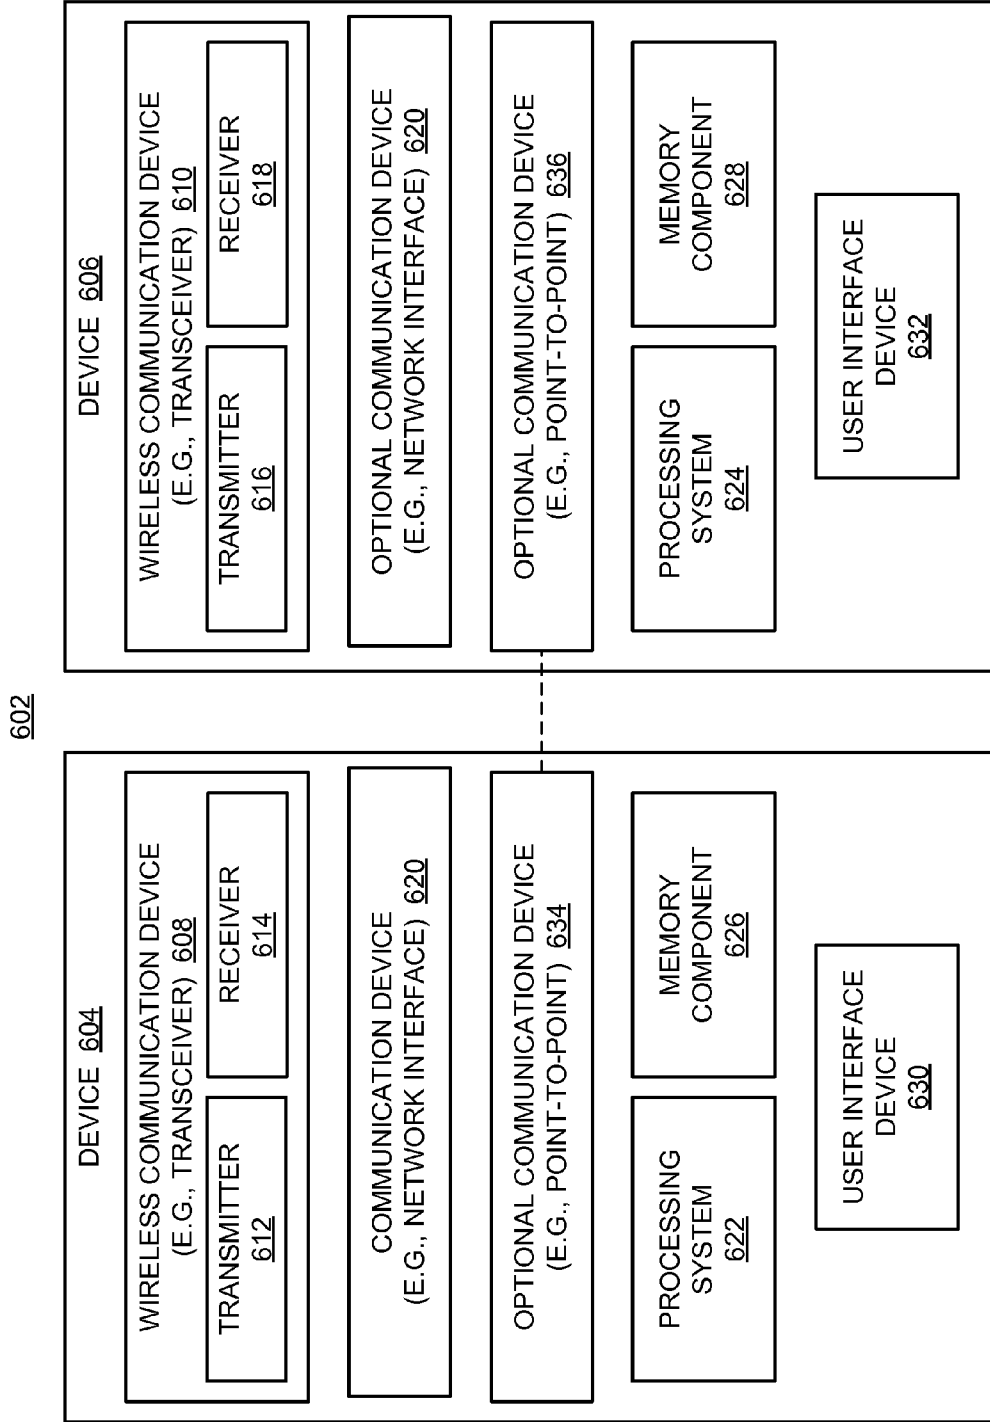 602
DEVICE 604
WIRELESS COMMUNICATION DEVICE
(E.G., TRANSCEIVER) 608
TRANSMITTER
612
RECEIVER
614
COMMUNICATION DEVICE
(E.G., NETWORK INTERFACE) 620
OPTIONAL COMMUNICATION DEVICE
(E.G., POINT-TO-POINT) 634
PROCESSING
SYSTEM
622
MEMORY
COMPONENT
626
USER INTERFACE
DEVICE
630
DEVICE 606
WIRELESS COMMUNICATION DEVICE
(E.G., TRANSCEIVER) 610
TRANSMITTER
616
RECEIVER
618
OPTIONAL COMMUNICATION DEVICE
(E.G., NETWORK INTERFACE) 620
OPTIONAL COMMUNICATION DEVICE
(E.G., POINT-TO-POINT) 636
PROCESSING
SYSTEM
624
MEMORY
COMPONENT
628
USER INTERFACE
DEVICE
632